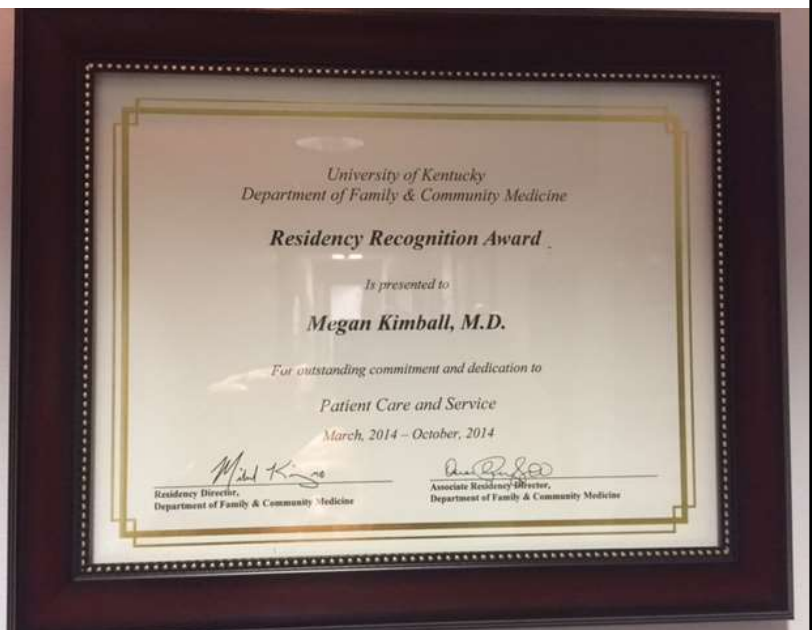 University of Kentucky
Department of Family & Community Medicine
Residency Recognition Award
Is presented to
Megan Kimball, M.D.
For outstanding commitment and dedication to
Patient Care and Service
March, 2014 – October, 2014
Residency Director,
Department of Family & Community Medicine
Associate Residency Director,
Department of Family & Community Medicine